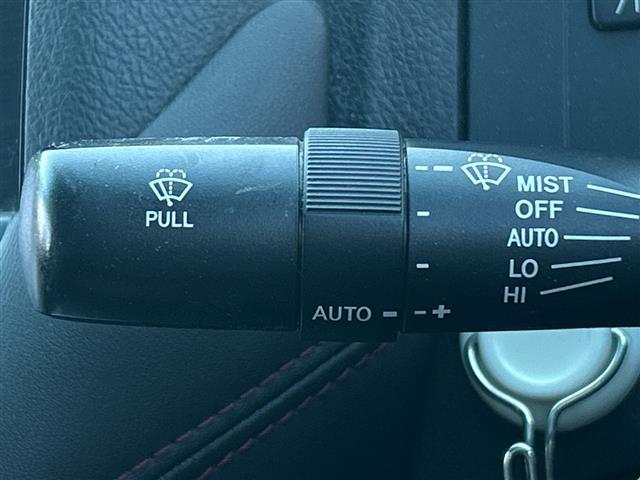 PULL
MIST
OFF
AUTO
LO
HI
AUTO - -+